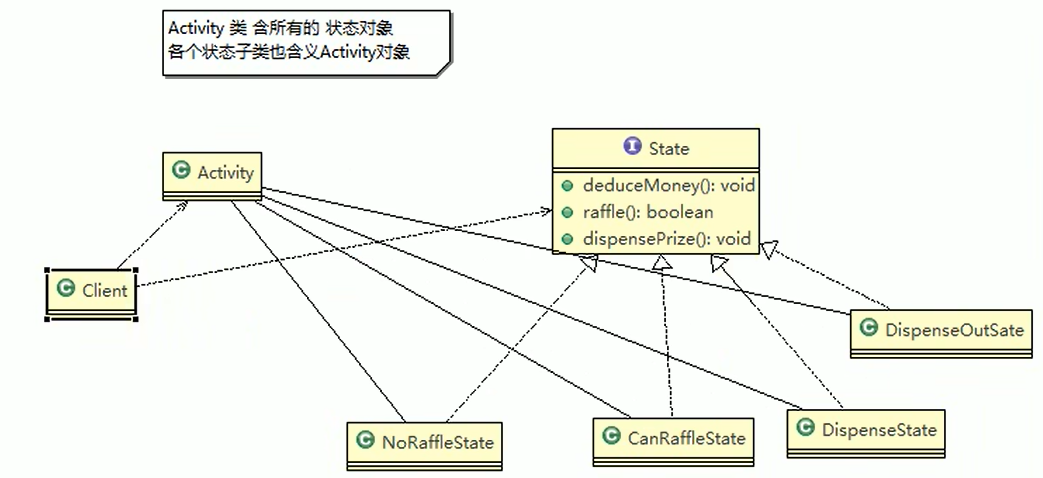 Activity 类 含所有的 状态对象
各个状态子类也含义Activity对象
C Activity
I State
deduceMoney(): void
raffle(): boolean
dispensePrize(): void
C Client
C DispenseOutSate
C NoRaffleState
C CanRaffleState
C DispenseState